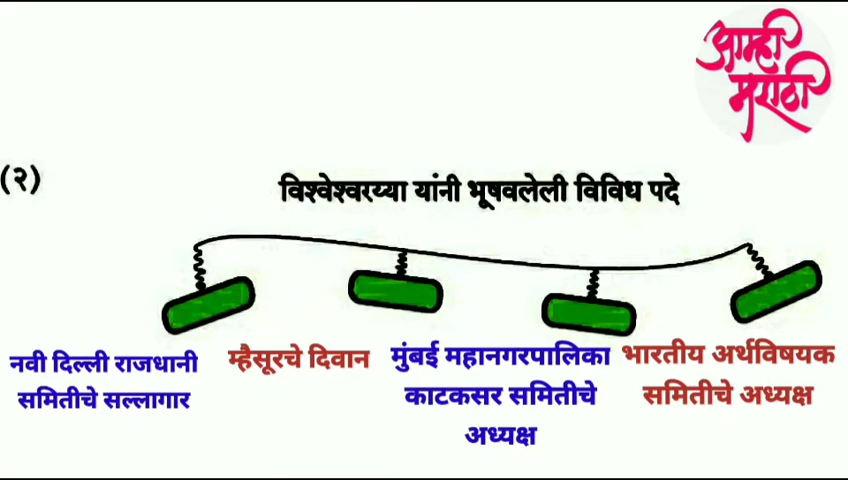 आम्ही
मराठी
(२)
विश्वेश्वरय्या यांनी भूषवलेली विविध पदे
नवी दिल्ली राजधानी
समितीचे सल्लागार
म्हैसूरचे दिवान
मुंबई महानगरपालिका
काटकसर समितीचे
अध्यक्ष
भारतीय अर्थविषयक
समितीचे अध्यक्ष